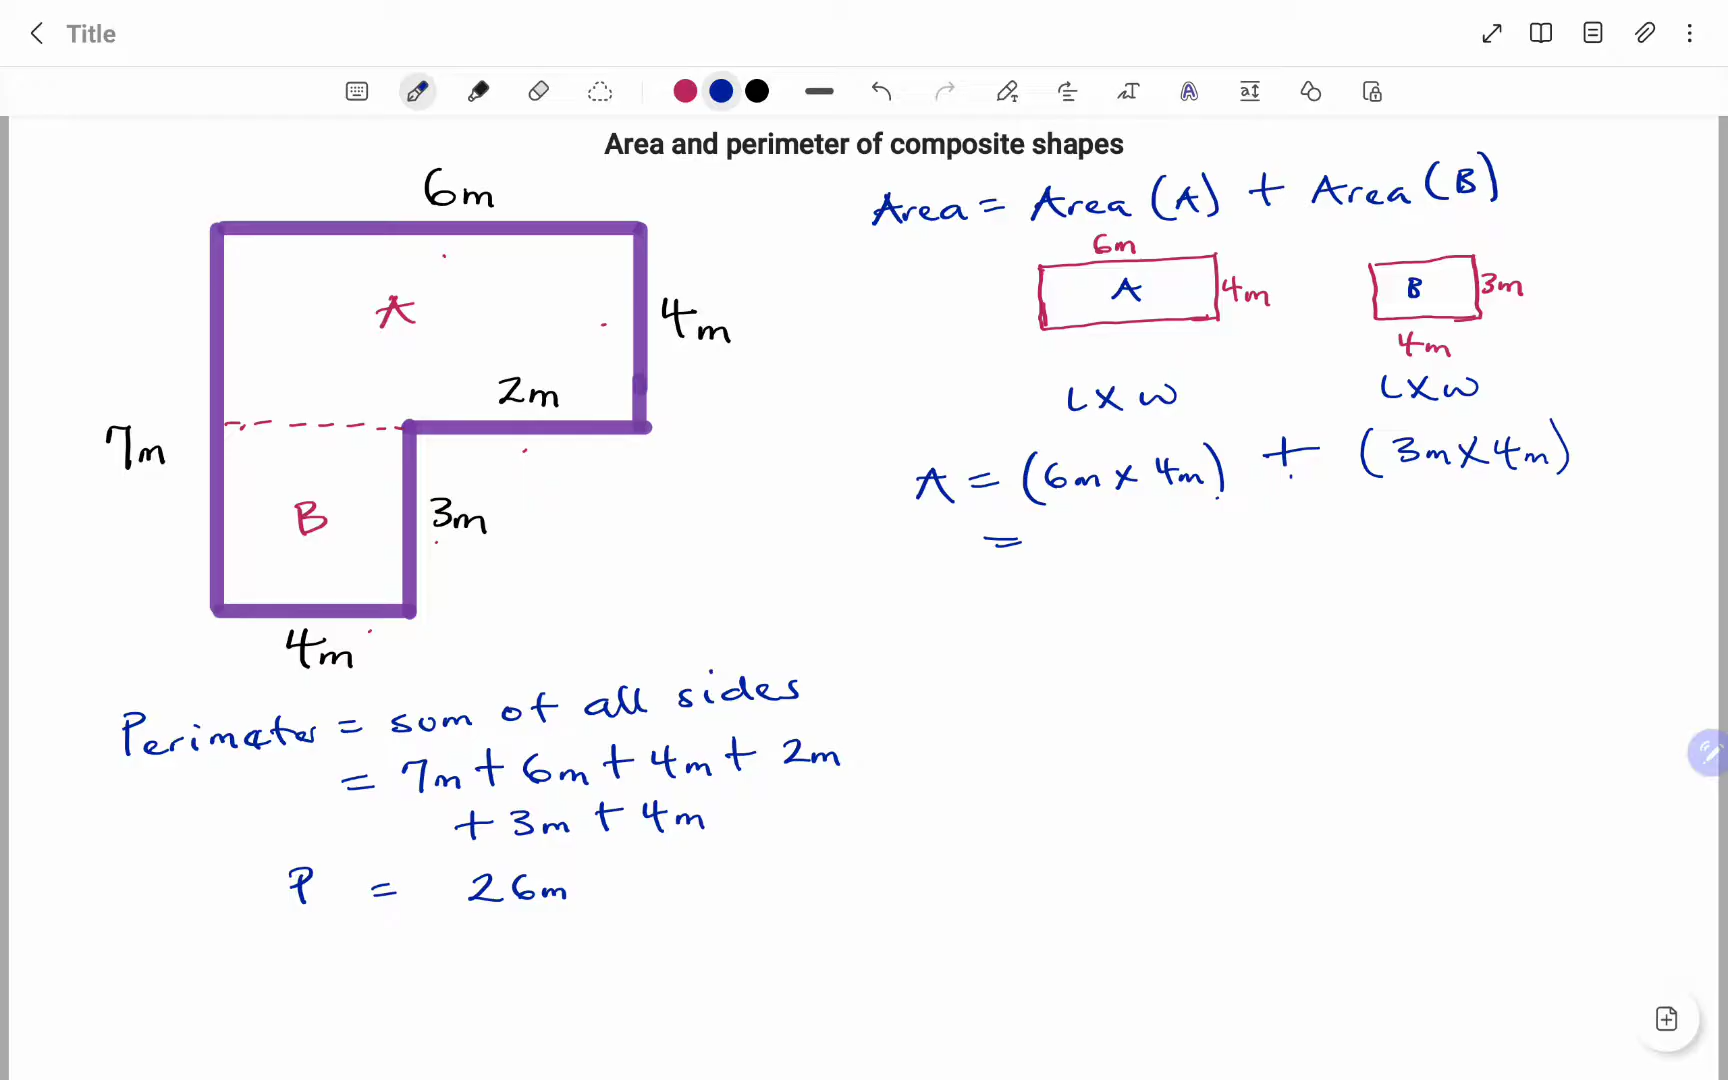 Title
Area and perimeter of composite shapes
6m
A
4m
2m
7m
B
3m
4m
Perimeter = sum of all sides
= 7m + 6m + 4m + 2m
+ 3m + 4m
P = 26m
Area = Area (A) + Area (B)
6m
A 4m B 3m
4m
L X W L X W
A = (6m x 4m) + (3m x 4m)
=